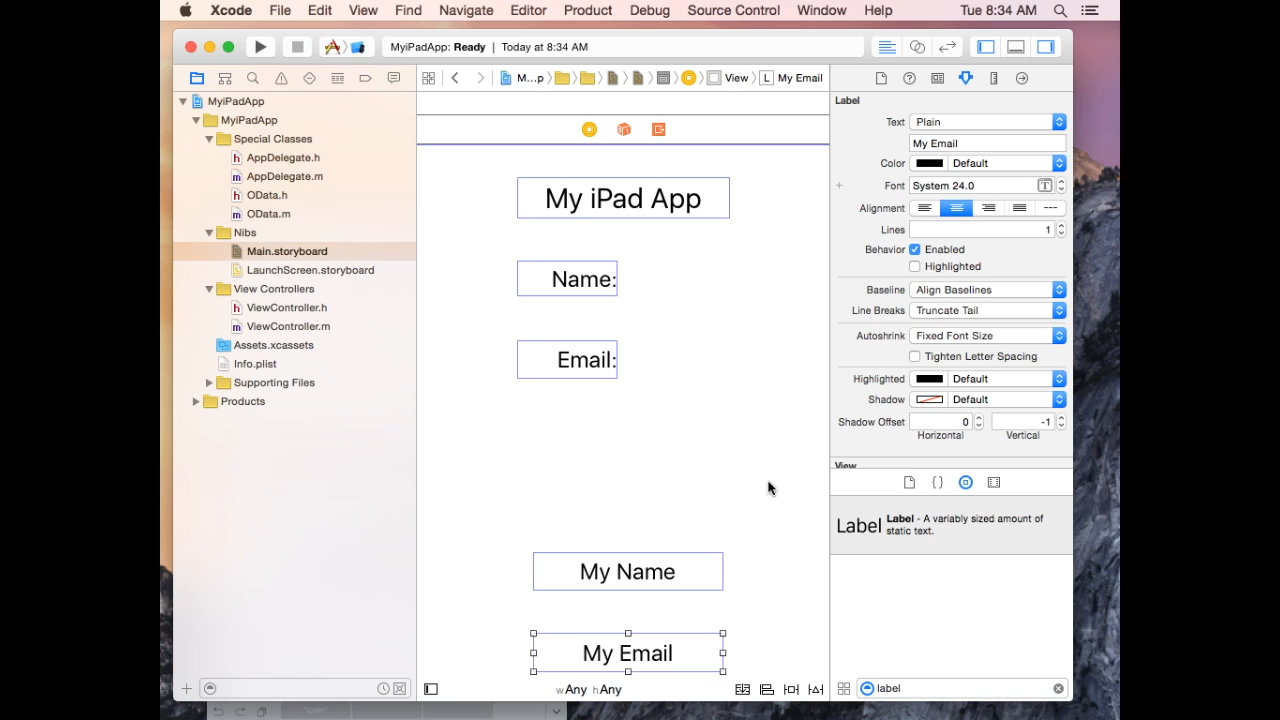 Xcode File Edit View Find Navigate Editor Product Debug Source Control Window Help Tue 8:34 AM
MyiPadApp: Ready | Today at 8:34 AM
M...p View L My Email
MyiPadApp
MyiPadApp
Special Classes
h AppDelegate.h
m AppDelegate.m
h OData.h
m OData.m
Nibs
Main.storyboard
LaunchScreen.storyboard
View Controllers
h ViewController.h
m ViewController.m
Assets.xcassets
Info.plist
Supporting Files
Products
My iPad App
Name:
Email:
My Name
My Email
wAny hAny
Label
Text Plain
My Email
Color Default
Font System 24.0 T
Alignment
Lines 1
Behavior Enabled
Highlighted
Baseline Align Baselines
Line Breaks Truncate Tail
Autoshrink Fixed Font Size
Tighten Letter Spacing
Highlighted Default
Shadow Default
Shadow Offset 0 -1
Horizontal Vertical
View
{ }
Label Label - A variably sized amount of
static text.
label